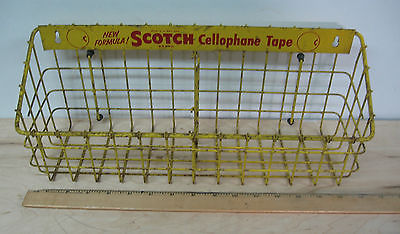 NEW FORMULA!
SCOTCH Cellophane Tape